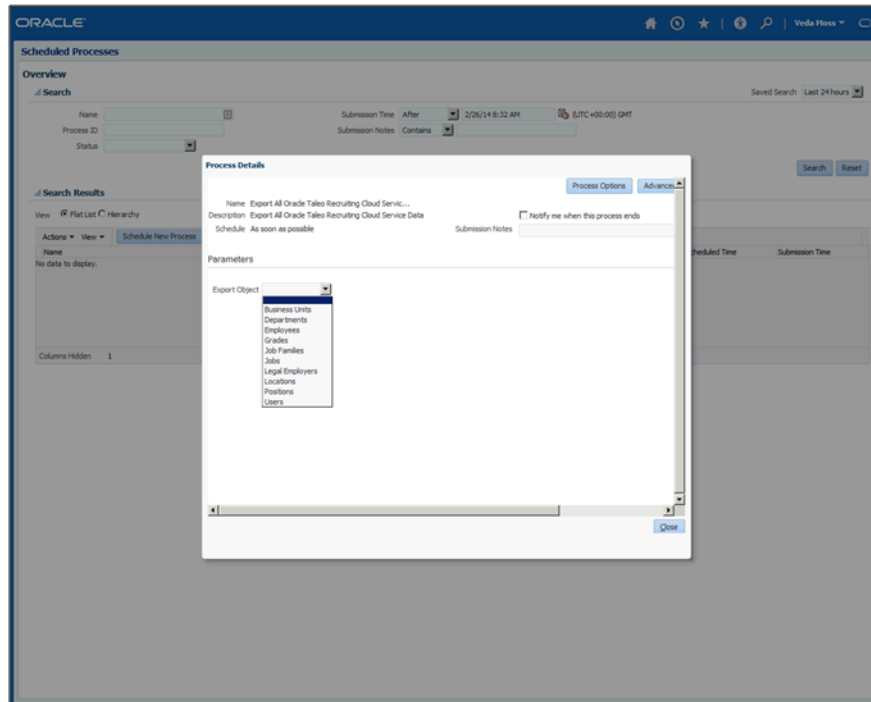 ORACLE
Veda Moss
Scheduled Processes
Overview
Search
Saved Search Last 24 hours
Name Submission Time After 2/26/14 8:32 AM (UTC+00:00) GMT
Process ID Submission Notes Contains
Status
Search Reset
Search Results
View Flat List Hierarchy
Actions View Schedule New Process
Name cheduled Time Submission Time
No data to display.
Columns Hidden 1
Process Details
Process Options Advanced
Name Export All Oracle Taleo Recruiting Cloud Servic...
Description Export All Oracle Taleo Recruiting Cloud Service Data Notify me when this process ends
Schedule As soon as possible Submission Notes
Parameters
Export Object
Business Units
Departments
Employees
Grades
Job Families
Jobs
Legal Employers
Locations
Positions
Users
Close